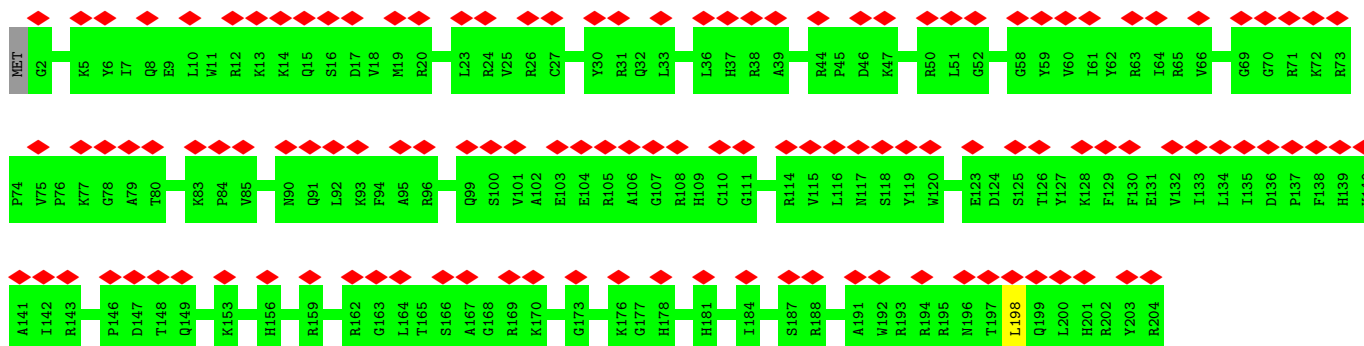 MET G2 K5 Y6 I7 Q8 E9 L10 W11 R12 K13 K14 Q15 S16 D17 V18 M19 R20 L23 R24 V25 R26 C27 Y30 R31 Q32 L33 L36 H37 R38 A39 R44 P45 D46 K47 R50 L51 G52 G58 Y59 V60 I61 Y62 R63 I64 R65 V66 G69 G70 R71 K72 R73
P74 V75 P76 K77 G78 A79 T80 K83 P84 V85 N90 Q91 L92 K93 F94 A95 R96 Q99 S100 V101 A102 E103 E104 R105 A106 G107 R108 H109 C110 G111 R114 V115 L116 N117 S118 Y119 W120 E123 D124 S125 T126 Y127 K128 F129 F130 E131 V132 I133 L134 I135 D136 P137 F138 H139
A141 I142 R143 P146 D147 T148 Q149 K153 H156 R159 R162 G163 L164 T165 S166 A167 G168 R169 K170 G173 K176 G177 H178 H181 I184 S187 R188 A191 W192 R193 R194 R195 N196 T197 L198 Q199 L200 H201 R202 Y203 R204